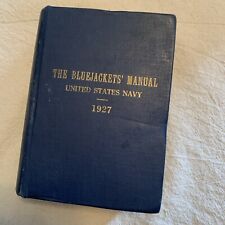 THE BLUEJACKETS' MANUAL
UNITED STATES NAVY
1927